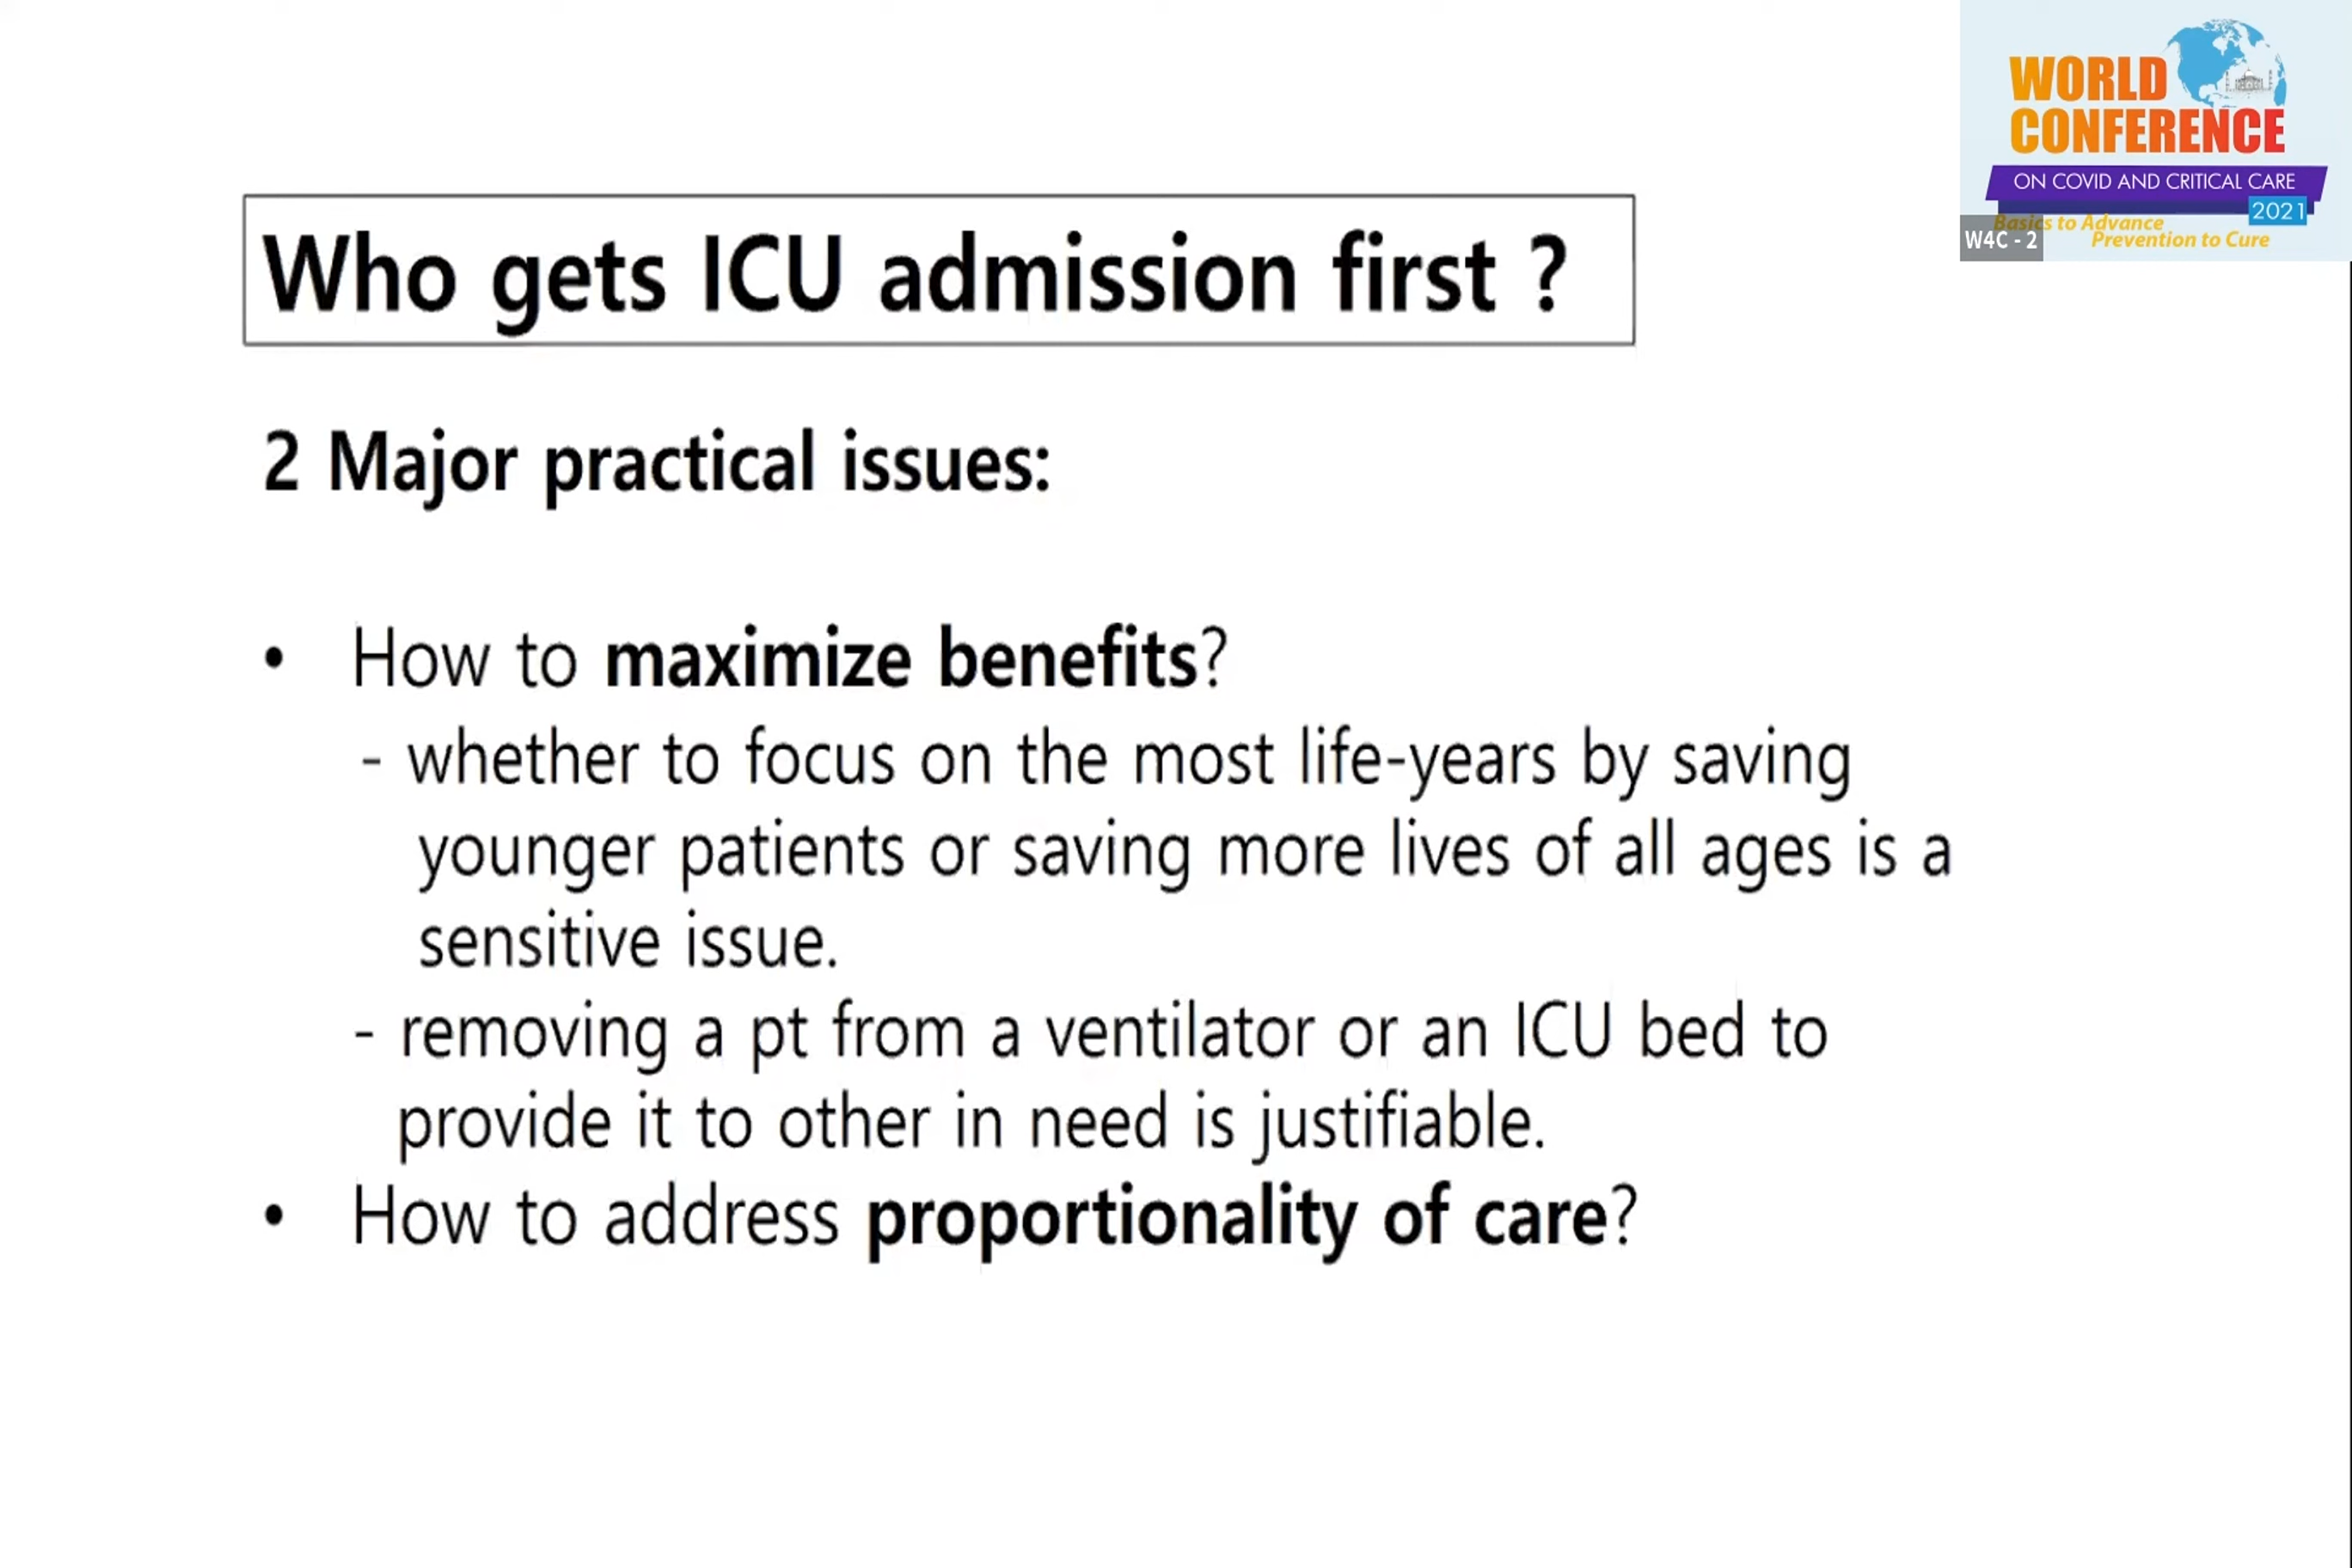 WORLD
CONFERENCE
ON COVID AND CRITICAL CARE
2021
Basics to Advance
Prevention to Cure
W4C - 2
Who gets ICU admission first ?
2 Major practical issues:
• How to maximize benefits?
- whether to focus on the most life-years by saving
younger patients or saving more lives of all ages is a
sensitive issue.
- removing a pt from a ventilator or an ICU bed to
provide it to other in need is justifiable.
• How to address proportionality of care?